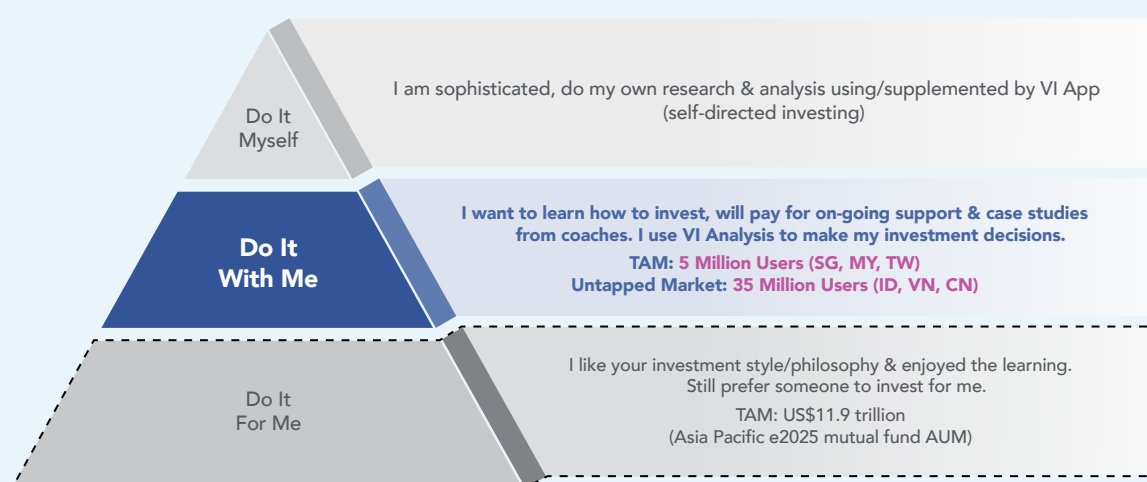 Do It
Myself
I am sophisticated, do my own research & analysis using/supplemented by VI App
(self-directed investing)
Do It
With Me
I want to learn how to invest, will pay for on-going support & case studies
from coaches. I use VI Analysis to make my investment decisions.
TAM: 5 Million Users (SG, MY, TW)
Untapped Market: 35 Million Users (ID, VN, CN)
Do It
For Me
I like your investment style/philosophy & enjoyed the learning.
Still prefer someone to invest for me.
TAM: US$11.9 trillion
(Asia Pacific e2025 mutual fund AUM)